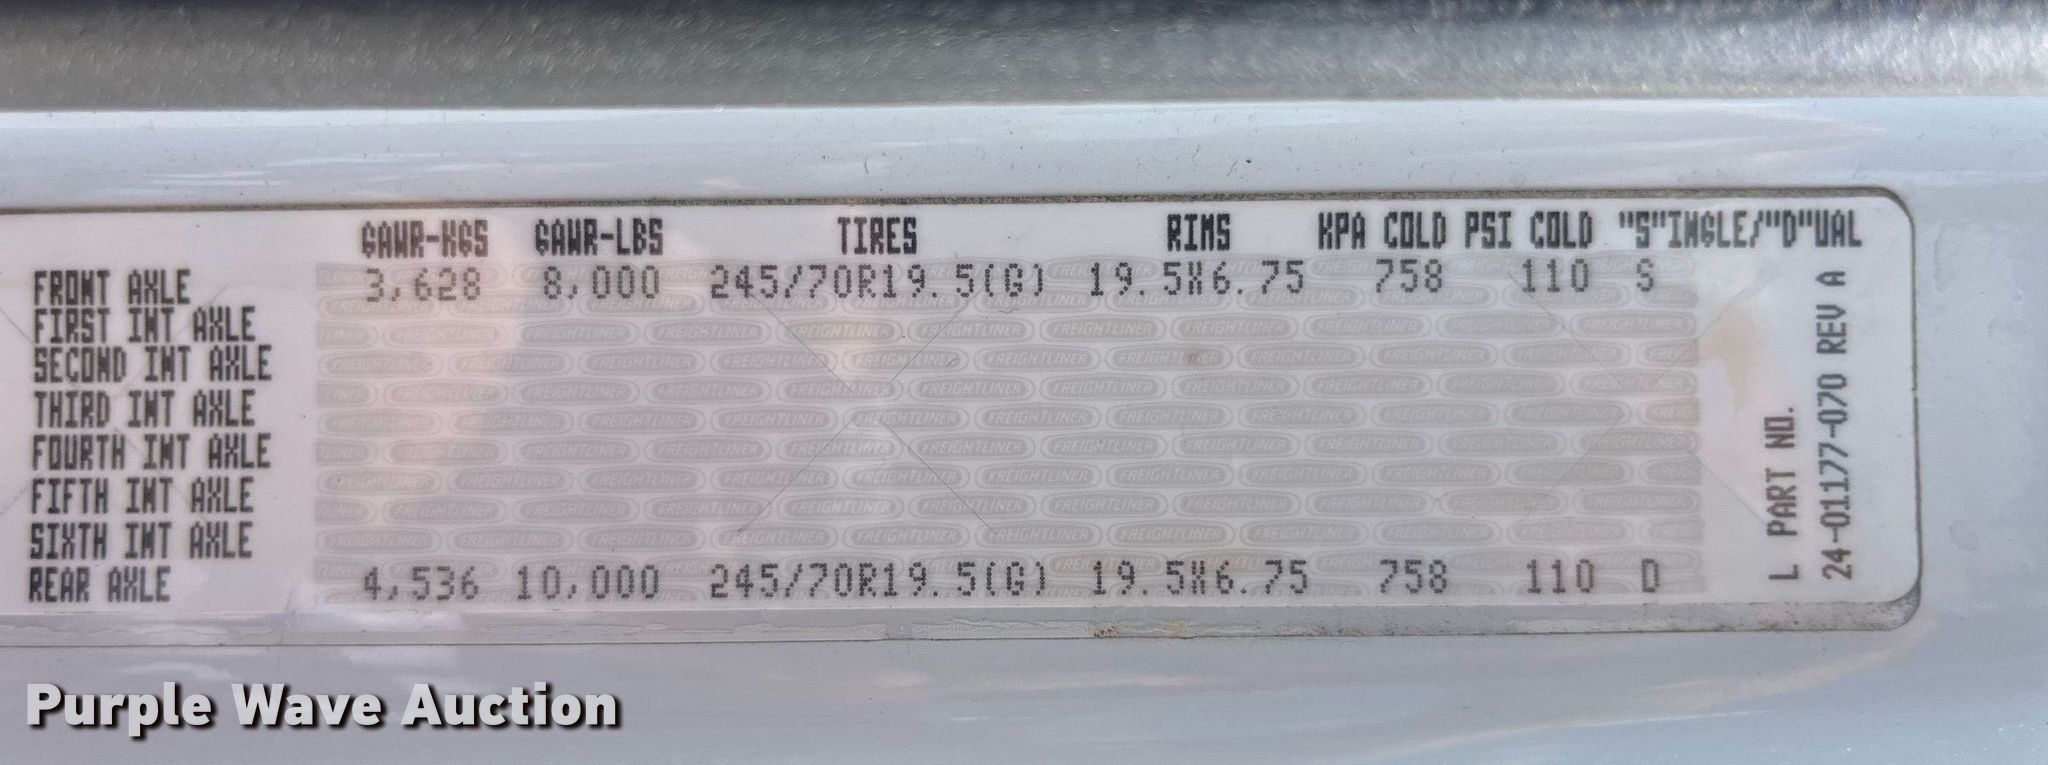 GAWR-KGS GAWR-LBS TIRES RIMS KPA COLD PSI COLD "S"INGLE/"D"UAL
FRONT AXLE 3,628 8,000 245/70R19.5(G) 19.5X6.75 758 110 S
FIRST INT AXLE
SECOND INT AXLE
THIRD INT AXLE
FOURTH INT AXLE
FIFTH INT AXLE
SIXTH INT AXLE
REAR AXLE 4,536 10,000 245/70R19.5(G) 19.5X6.75 758 110 D
L PART NO.
24-01177-070 REV A
FREIGHTLINER
Purple Wave Auction